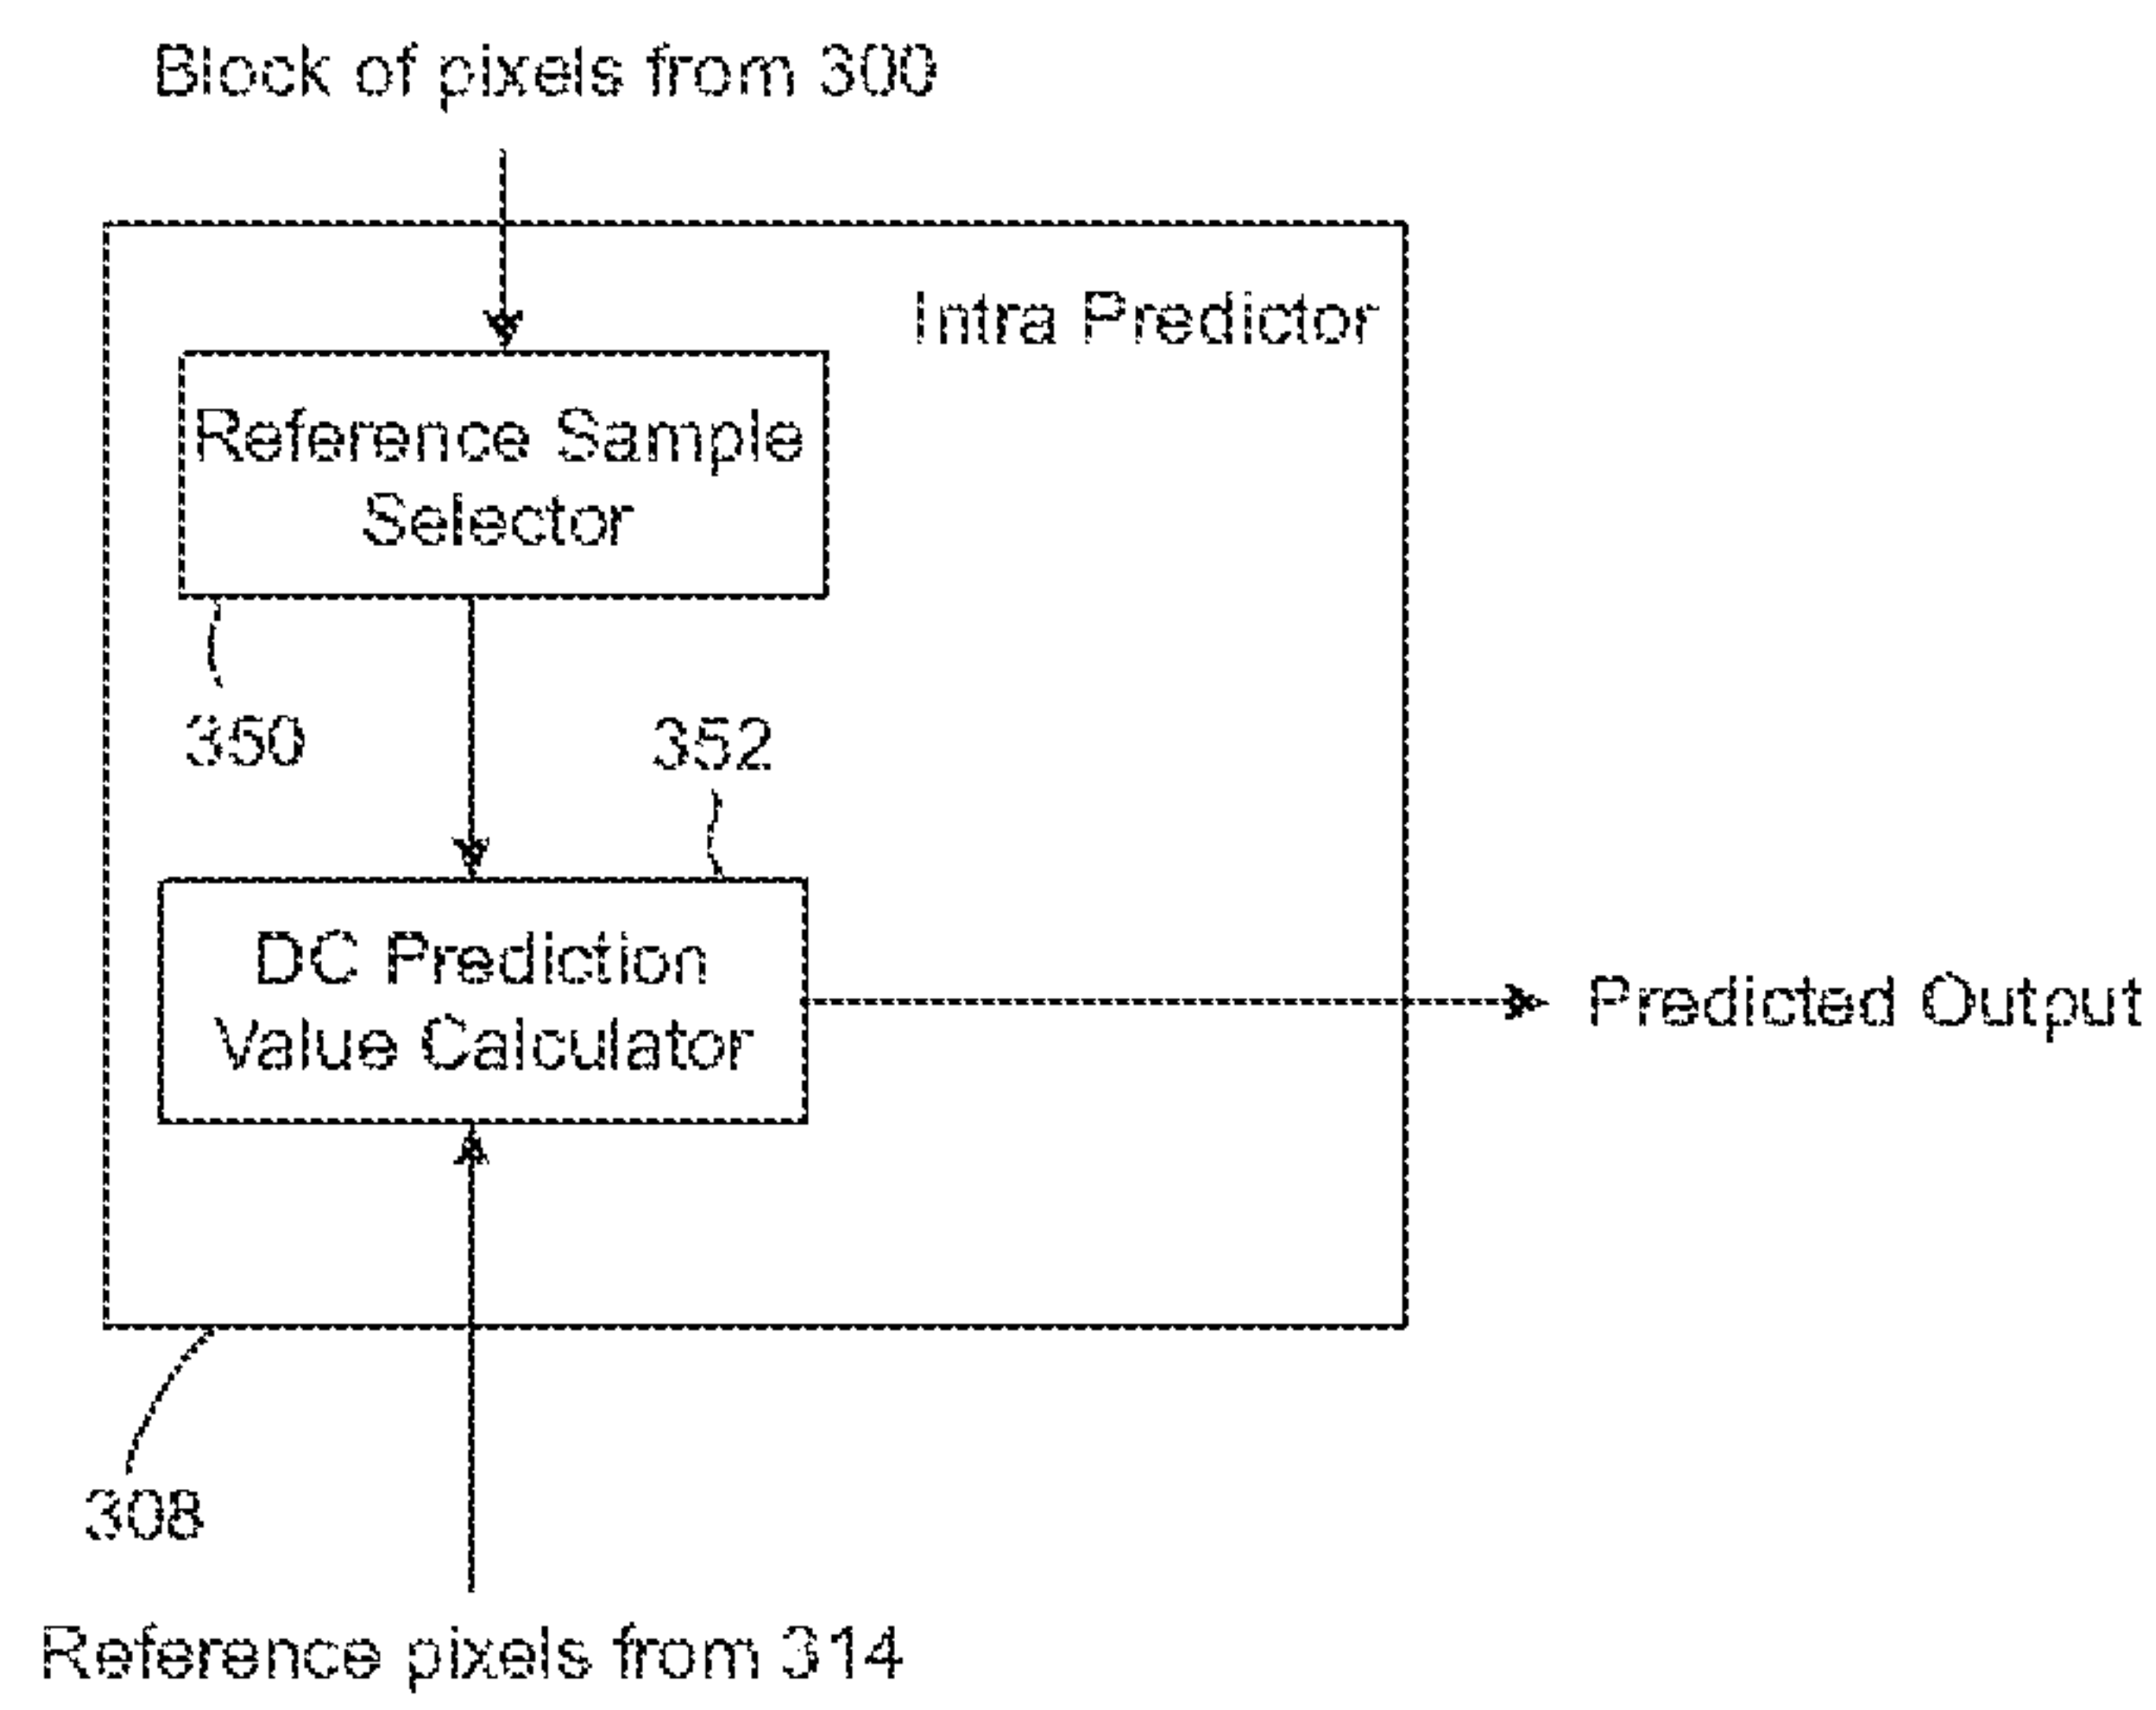 Block of pixels from 300
Intra Predictor
Reference Sample
Selector
350
352
DC Prediction
Value Calculator
Predicted Output
308
Reference pixels from 314